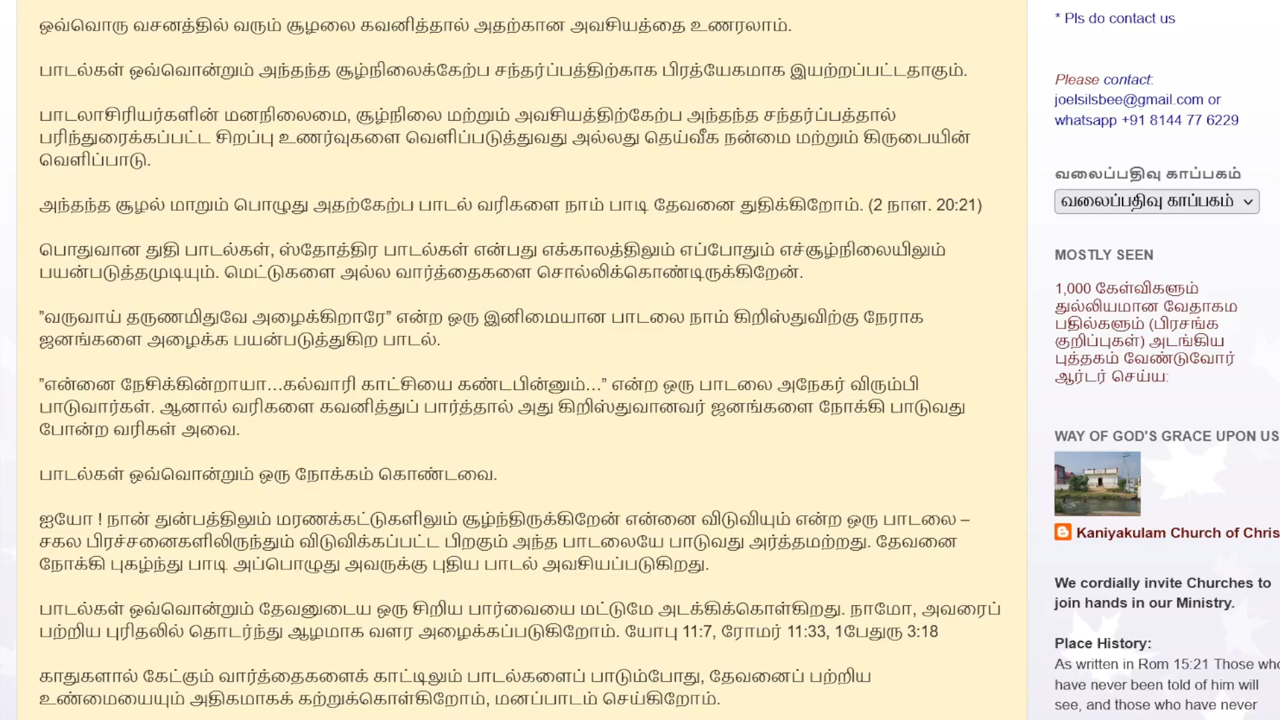 ஒவ்வொரு வசனத்தில் வரும் சூழலை கவனித்தால் அதற்கான அவசியத்தை உணரலாம்.
பாடல்கள் ஒவ்வொன்றும் அந்தந்த சூழ்நிலைக்கேற்ப சந்தர்ப்பத்திற்காக பிரத்யேகமாக இயற்றப்பட்டதாகும்.
பாடலாசிரியர்களின் மனநிலைமை, சூழ்நிலை மற்றும் அவசியத்திற்கேற்ப அந்தந்த சந்தர்ப்பத்தால்
பரிந்துரைக்கப்பட்ட சிறப்பு உணர்வுகளை வெளிப்படுத்துவது அல்லது தெய்வீக நன்மை மற்றும் கிருபையின்
வெளிப்பாடு.
அந்தந்த சூழல் மாறும் பொழுது அதற்கேற்ப பாடல் வரிகளை நாம் பாடி தேவனை துதிக்கிறோம். (2 நாள. 20:21)
பொதுவான துதி பாடல்கள், ஸ்தோத்திர பாடல்கள் என்பது எக்காலத்திலும் எப்போதும் எச்சூழ்நிலையிலும்
பயன்படுத்தமுடியும். மெட்டுகளை அல்ல வார்த்தைகளை சொல்லிக்கொண்டிருக்கிறேன்.
”வருவாய் தருணமிதுவே அழைக்கிறாரே” என்ற ஒரு இனிமையான பாடலை நாம் கிறிஸ்துவிற்கு நேராக
ஜனங்களை அழைக்க பயன்படுத்துகிற பாடல்.
”என்னை நேசிக்கின்றாயா…கல்வாரி காட்சியை கண்டபின்னும்…” என்ற ஒரு பாடலை அநேகர் விரும்பி
பாடுவார்கள். ஆனால் வரிகளை கவனித்துப் பார்த்தால் அது கிறிஸ்துவானவர் ஜனங்களை நோக்கி பாடுவது
போன்ற வரிகள் அவை.
பாடல்கள் ஒவ்வொன்றும் ஒரு நோக்கம் கொண்டவை.
ஐயோ ! நான் துன்பத்திலும் மரணக்கட்டுகளிலும் சூழ்ந்திருக்கிறேன் என்னை விடுவியும் என்ற ஒரு பாடலை –
சகல பிரச்சனைகளிலிருந்தும் விடுவிக்கப்பட்ட பிறகும் அந்த பாடலையே பாடுவது அர்த்தமற்றது. தேவனை
நோக்கி புகழ்ந்து பாடி அப்பொழுது அவருக்கு புதிய பாடல் அவசியப்படுகிறது.
பாடல்கள் ஒவ்வொன்றும் தேவனுடைய ஒரு சிறிய பார்வையை மட்டுமே அடக்கிக்கொள்கிறது. நாமோ, அவரைப்
பற்றிய புரிதலில் தொடர்ந்து ஆழமாக வளர அழைக்கப்படுகிறோம். யோபு 11:7, ரோமர் 11:33, 1பேதுரு 3:18
காதுகளால் கேட்கும் வார்த்தைகளைக் காட்டிலும் பாடல்களைப் பாடும்போது, தேவனைப் பற்றிய
உண்மையையும் அதிகமாகக் கற்றுக்கொள்கிறோம், மனப்பாடம் செய்கிறோம்.
* Pls do contact us
Please contact:
joelsilsbee@gmail.com or
whatsapp +91 8144 77 6229
வலைப்பதிவு காப்பகம்
வலைப்பதிவு காப்பகம்
MOSTLY SEEN
1,000 கேள்விகளும்
துல்லியமான வேதாகம
பதில்களும் (பிரசங்க
குறிப்புகள்) அடங்கிய
புத்தகம் வேண்டுவோர்
ஆர்டர் செய்ய:
WAY OF GOD'S GRACE UPON US
Kaniyakulam Church of Chris
We cordially invite Churches to
join hands in our Ministry.
Place History:
As written in Rom 15:21 Those who
have never been told of him will
see, and those who have never